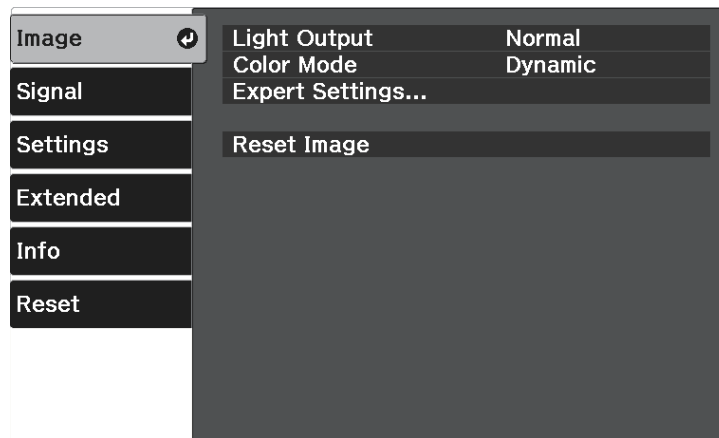 Image
Signal
Settings
Extended
Info
Reset
Light Output Normal
Color Mode Dynamic
Expert Settings...
Reset Image